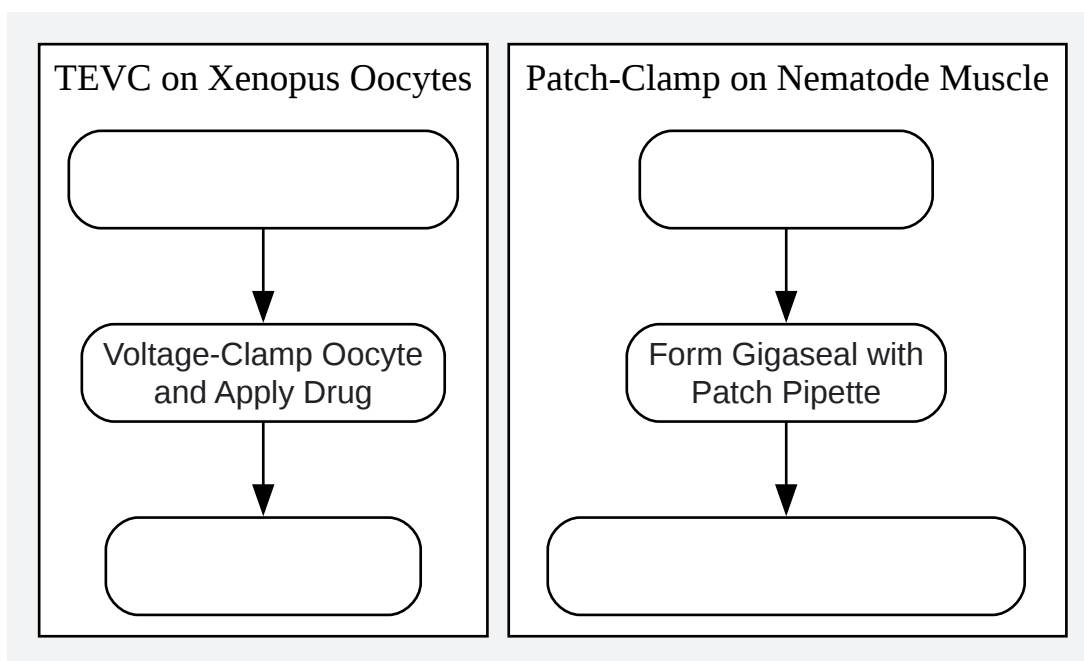 TEVC on Xenopus Oocytes
Voltage-Clamp Oocyte
and Apply Drug
Patch-Clamp on Nematode Muscle
Form Gigaseal with
Patch Pipette